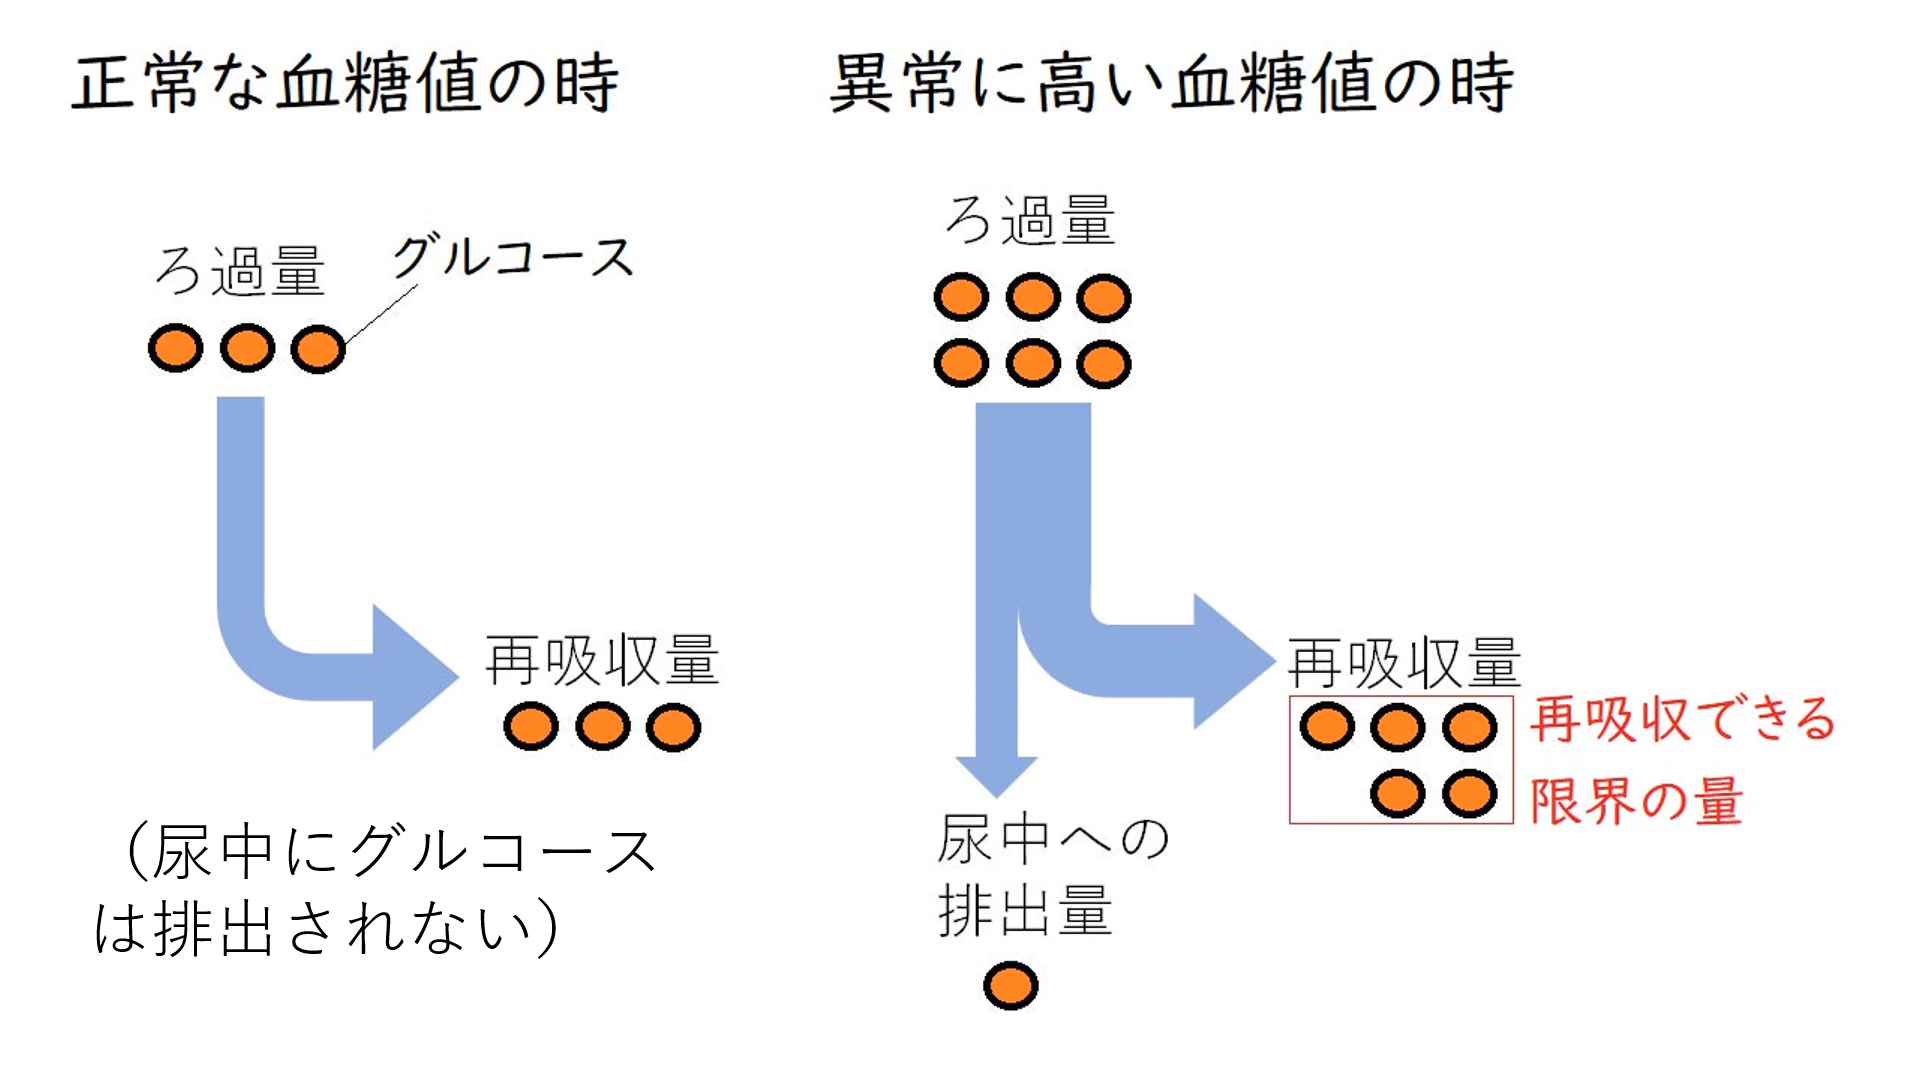 正常な血糖値の時
ろ過量
グルコース
再吸収量
（尿中にグルコース
は排出されない）
異常に高い血糖値の時
ろ過量
再吸収量
再吸収できる
限界の量
尿中への
排出量